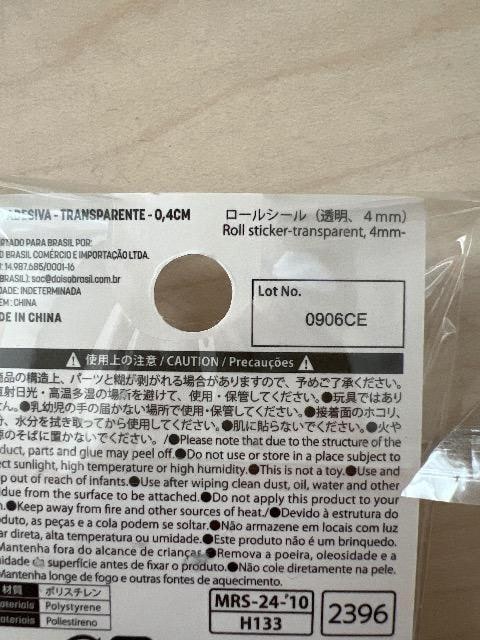 ADESIVA - TRANSPARENTE - 0,4CM
ロールシール（透明、4mm）
Roll sticker-transparent, 4mm-
RTADO PARA BRASIL POR:
O BRASIL COMÉRCIO E IMPORTAÇÃO LTDA.
14.987.685/0001-16
BRASIL): sac@daisobrasil.com.br
DADE: INDETERMINADA
EM: CHINA
DE IN CHINA
Lot No.
0906CE
使用上の注意 / CAUTION / Precauções
商品の構造上、パーツと糊が剥がれる場合がありますので、予めご了承ください。
直射日光・高温多湿の場所を避けて、使用・保管してください。●玩具ではあり
せん。●乳幼児の手の届かない場所で使用・保管してください。●接着面のホコリ、
分、水分を拭き取ってから使用してください。●肌に貼らないでください。●火や
源のそばに置かないでください。/●Please note that due to the structure of the
duct, parts and glue may peel off.●Do not use or store in a place subject to
ect sunlight, high temperature or high humidity.●This is not a toy.●Use and
p out of reach of infants.●Use after wiping clean dust, oil, water and other
idue from the surface to be attached.●Do not apply this product to your
n.●Keep away from fire and other sources of heat./●Devido à estrutura do
duto, as peças e a cola podem se soltar.●Não armazene em locais com luz
ar direta, alta temperatura ou umidade.●Este produto não é um brinquedo.
Mantenha fora do alcance de crianças.●Remova a poeira, oleosidade e a
idade da superfície antes de fixar o produto.●Não cole diretamente na pele.
Mantenha longe de fogo e outras fontes de aquecimento.
材質 ポリスチレン
aterials Polystyrene
ateriais Poliestireno
MRS-24-'10
H133
2396